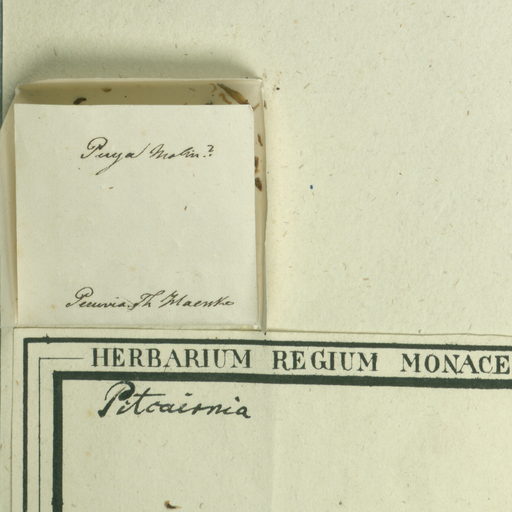 Puya Molin?
Peruvia. Th Haenke
HERBARIUM REGIUM MONACE
Pitcairnia